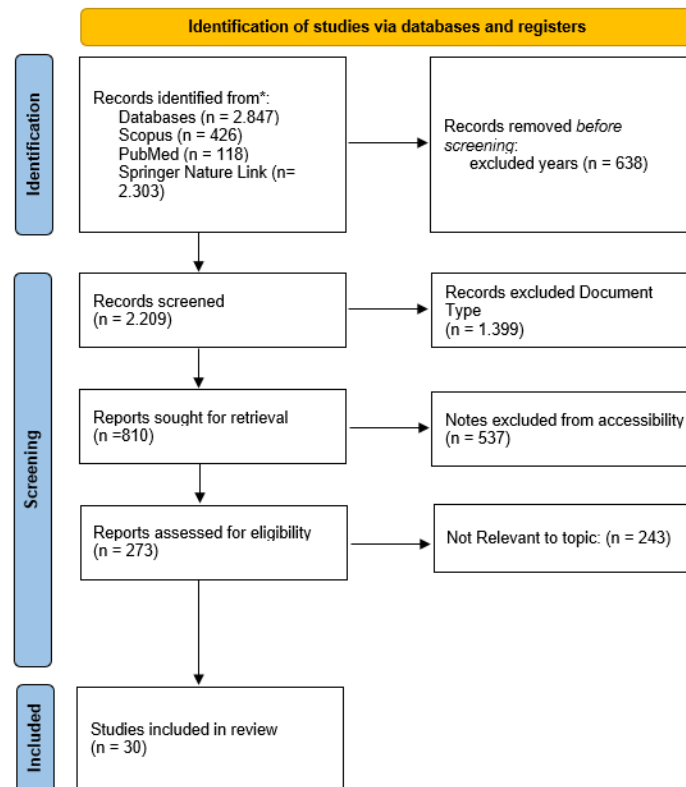 Identification of studies via databases and registers
Identification
Records identified from*:
Databases (n = 2.847)
Scopus (n = 426)
PubMed (n = 118)
Springer Nature Link (n=
2.303)
Records removed before
screening:
excluded years (n = 638)
Screening
Records screened
(n = 2.209)
Records excluded Document
Type
(n = 1.399)
Reports sought for retrieval
(n =810)
Notes excluded from accessibility
(n = 537)
Reports assessed for eligibility
(n = 273)
Not Relevant to topic: (n = 243)
Included
Studies included in review
(n = 30)